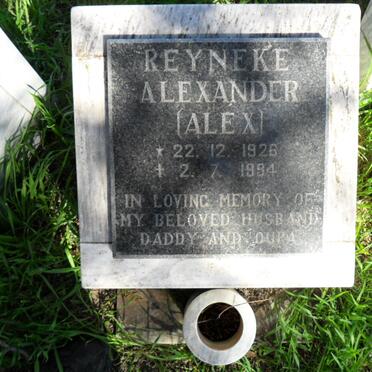 REYNEKE
ALEXANDER
(ALEX)
* 22. 12. 1926
+ 2. 7. 1994
IN LOVING MEMORY OF
MY BELOVED HUSBAND
DADDY AND OUPA